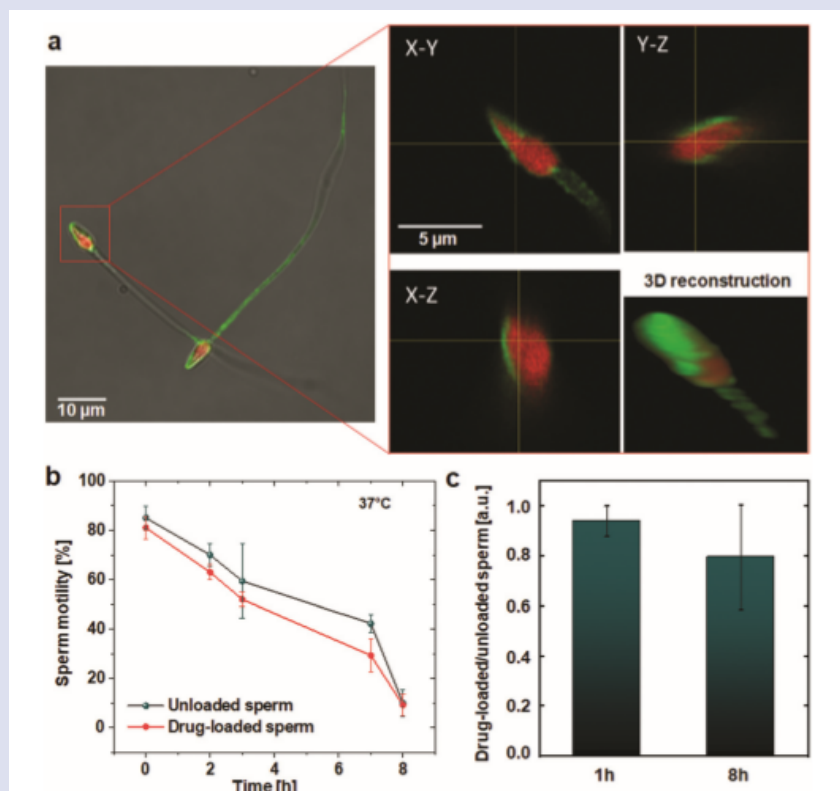 a
X-Y
Y-Z
5 µm
X-Z
3D reconstruction
10 µm
b
100
80
60
40
20
0
Sperm motility [%]
37°C
Unloaded sperm
Drug-loaded sperm
0
2
4
6
8
Time [h]
c
1.0
0.8
0.6
0.4
0.2
0.0
Drug-loaded/unloaded sperm [a.u.]
1h
8h